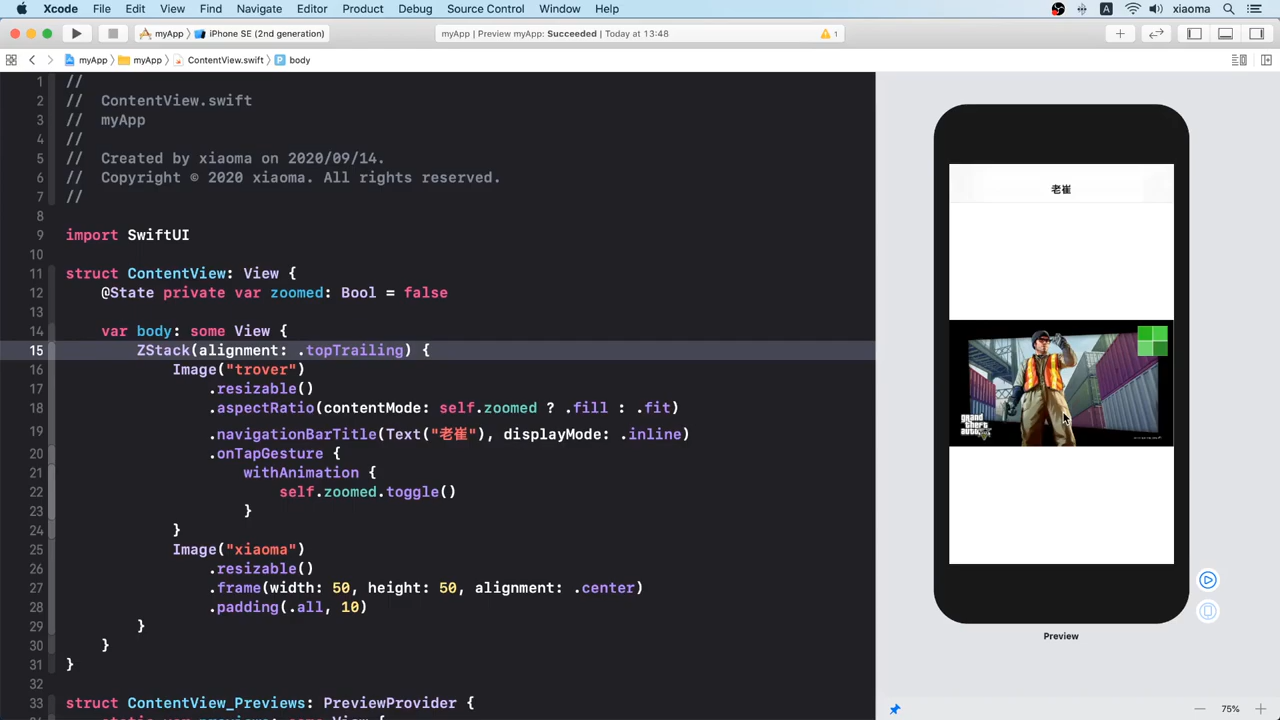 Xcode File Edit View Find Navigate Editor Product Debug Source Control Window Help A xiaoma
myApp iPhone SE (2nd generation) myApp | Preview myApp: Succeeded | Today at 13:48 1
myApp myApp ContentView.swift P body
1 //
2 // ContentView.swift
3 // myApp
4 //
5 // Created by xiaoma on 2020/09/14.
6 // Copyright © 2020 xiaoma. All rights reserved.
7 //
8
9 import SwiftUI
10
11 struct ContentView: View {
12 @State private var zoomed: Bool = false
13
14 var body: some View {
15 ZStack(alignment: .topTrailing) {
16 Image("trover")
17 .resizable()
18 .aspectRatio(contentMode: self.zoomed ? .fill : .fit)
19 .navigationBarTitle(Text("老崔"), displayMode: .inline)
20 .onTapGesture {
21 withAnimation {
22 self.zoomed.toggle()
23 }
24 }
25 Image("xiaoma")
26 .resizable()
27 .frame(width: 50, height: 50, alignment: .center)
28 .padding(.all, 10)
29 }
30 }
31 }
32
33 struct ContentView_Previews: PreviewProvider {
老崔
grand
theft
auto
Preview
75%